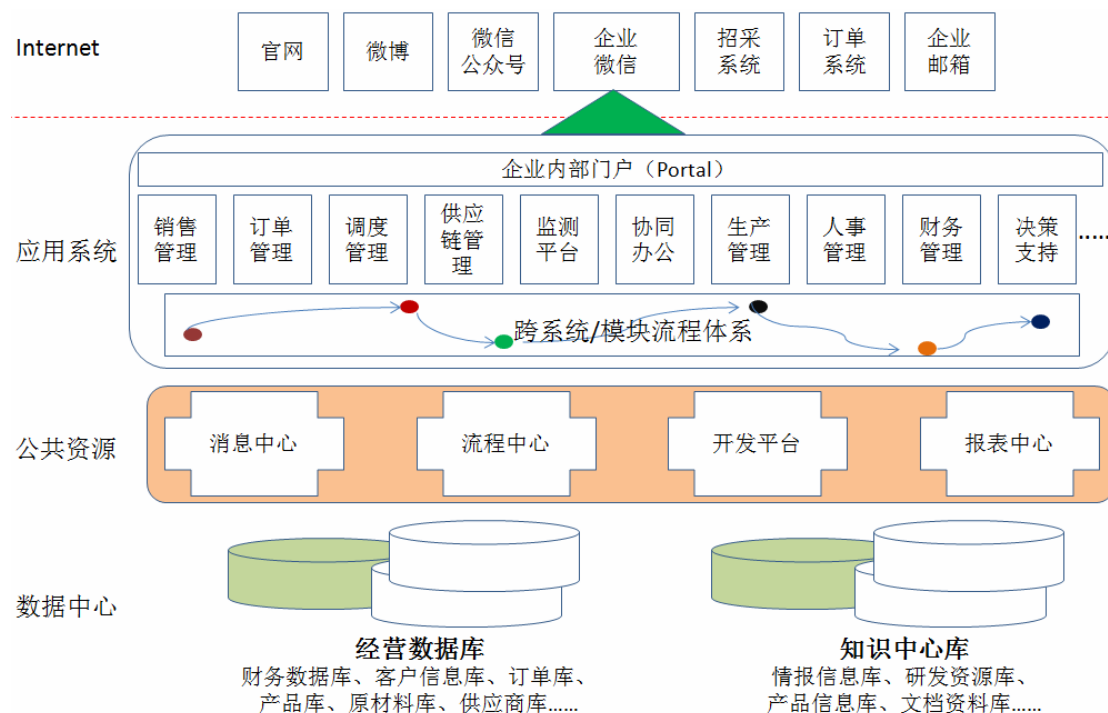 Internet
官网
微博
微信
公众号
企业
微信
招采
系统
订单
系统
企业
邮箱
企业内部门户（Portal）
应用系统
销售
管理
订单
管理
调度
管理
供应
链管
理
监测
平台
协同
办公
生产
管理
人事
管理
财务
管理
决策
支持
......
跨系统/模块流程体系
公共资源
消息中心
流程中心
开发平台
报表中心
数据中心
经营数据库
财务数据库、客户信息库、订单库、
产品库、原材料库、供应商库......
知识中心库
情报信息库、研发资源库、
产品信息库、文档资料库......